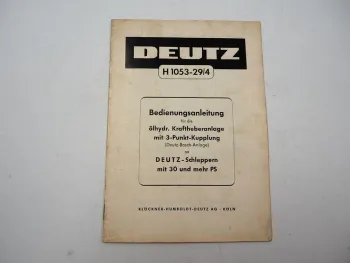 DEUTZ
H 1053-29/4
Bedienungsanleitung
für die
ölhydr. Kraftheberanlage
mit 3-Punkt-Kupplung
(Deutz-Bosch-Anlage)
an
DEUTZ-Schleppern
mit 30 und mehr PS
KLÖCKNER-HUMBOLDT-DEUTZ AG · KÖLN